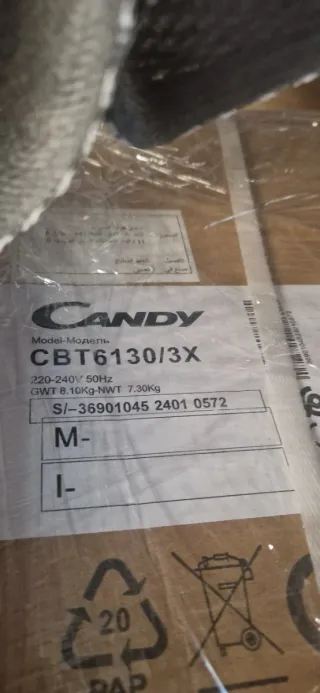 CANDY
Model-Модель
CBT6130/3X
220-240V 50Hz
GWT 8.10Kg-NWT 7.30Kg
S/-36901045 2401 0572
M-
I-
20
PAP